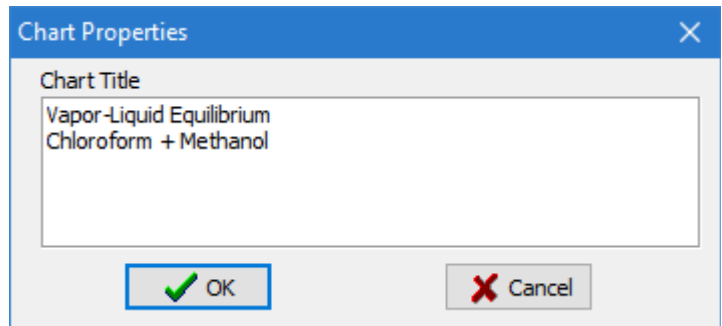 Chart Properties
Chart Title
Vapor-Liquid Equilibrium
Chloroform + Methanol
OK
Cancel